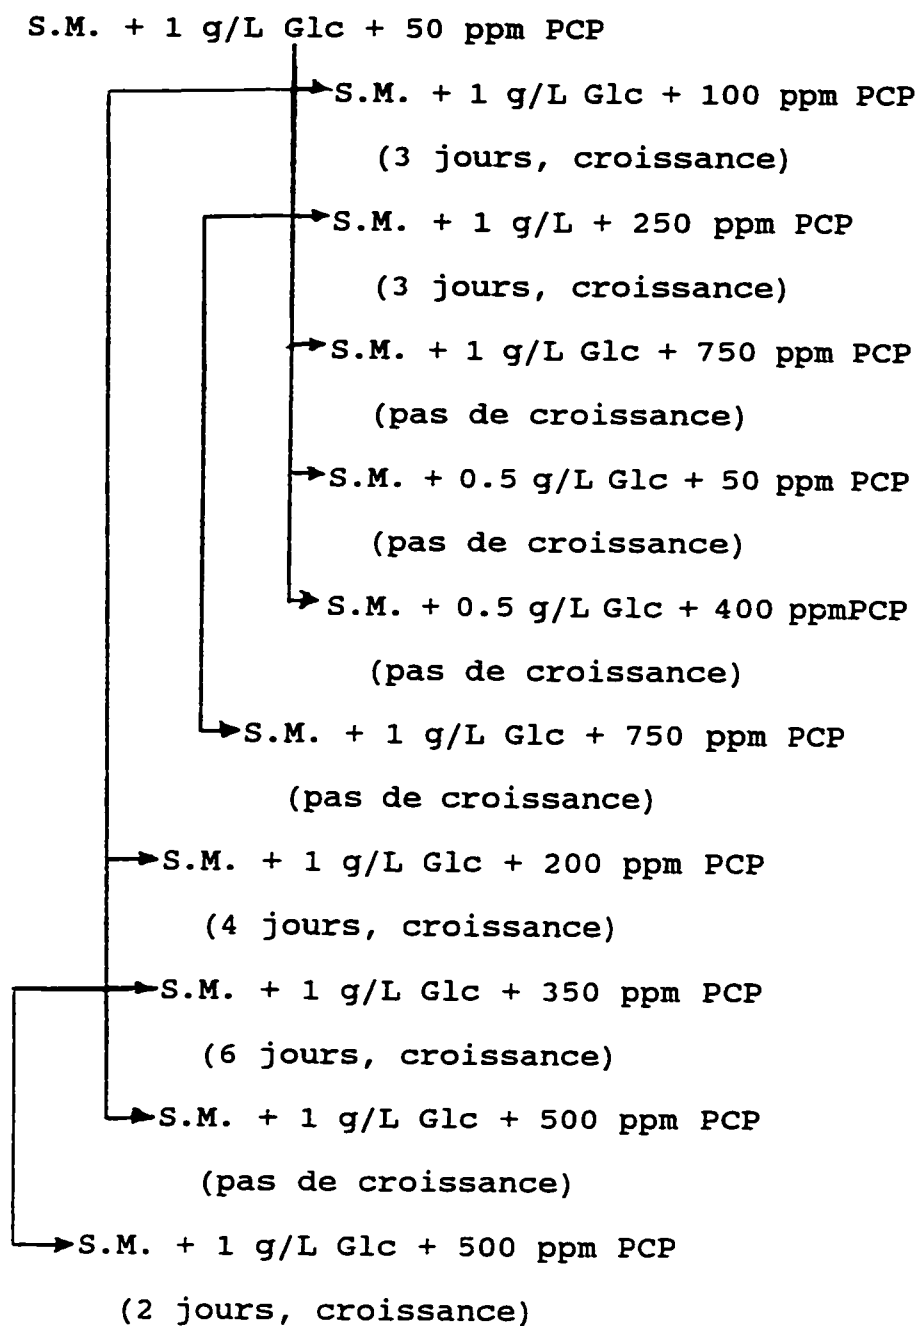 S.M. + 1 g/L Glc + 50 ppm PCP
S.M. + 1 g/L Glc + 100 ppm PCP
(3 jours, croissance)
S.M. + 1 g/L + 250 ppm PCP
(3 jours, croissance)
S.M. + 1 g/L Glc + 750 ppm PCP
(pas de croissance)
S.M. + 0.5 g/L Glc + 50 ppm PCP
(pas de croissance)
S.M. + 0.5 g/L Glc + 400 ppmPCP
(pas de croissance)
S.M. + 1 g/L Glc + 750 ppm PCP
(pas de croissance)
S.M. + 1 g/L Glc + 200 ppm PCP
(4 jours, croissance)
S.M. + 1 g/L Glc + 350 ppm PCP
(6 jours, croissance)
S.M. + 1 g/L Glc + 500 ppm PCP
(pas de croissance)
S.M. + 1 g/L Glc + 500 ppm PCP
(2 jours, croissance)